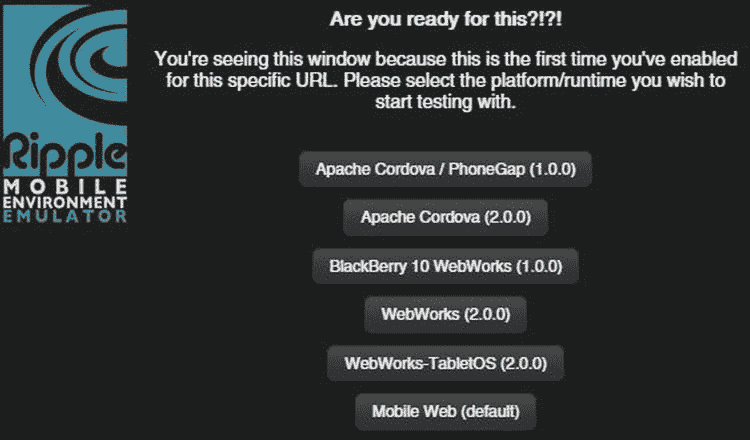 Ripple
MOBILE
ENVIRONMENT
EMULATOR
Are you ready for this?!?!
You're seeing this window because this is the first time you've enabled
for this specific URL. Please select the platform/runtime you wish to
start testing with.
Apache Cordova / PhoneGap (1.0.0)
Apache Cordova (2.0.0)
BlackBerry 10 WebWorks (1.0.0)
WebWorks (2.0.0)
WebWorks-TabletOS (2.0.0)
Mobile Web (default)